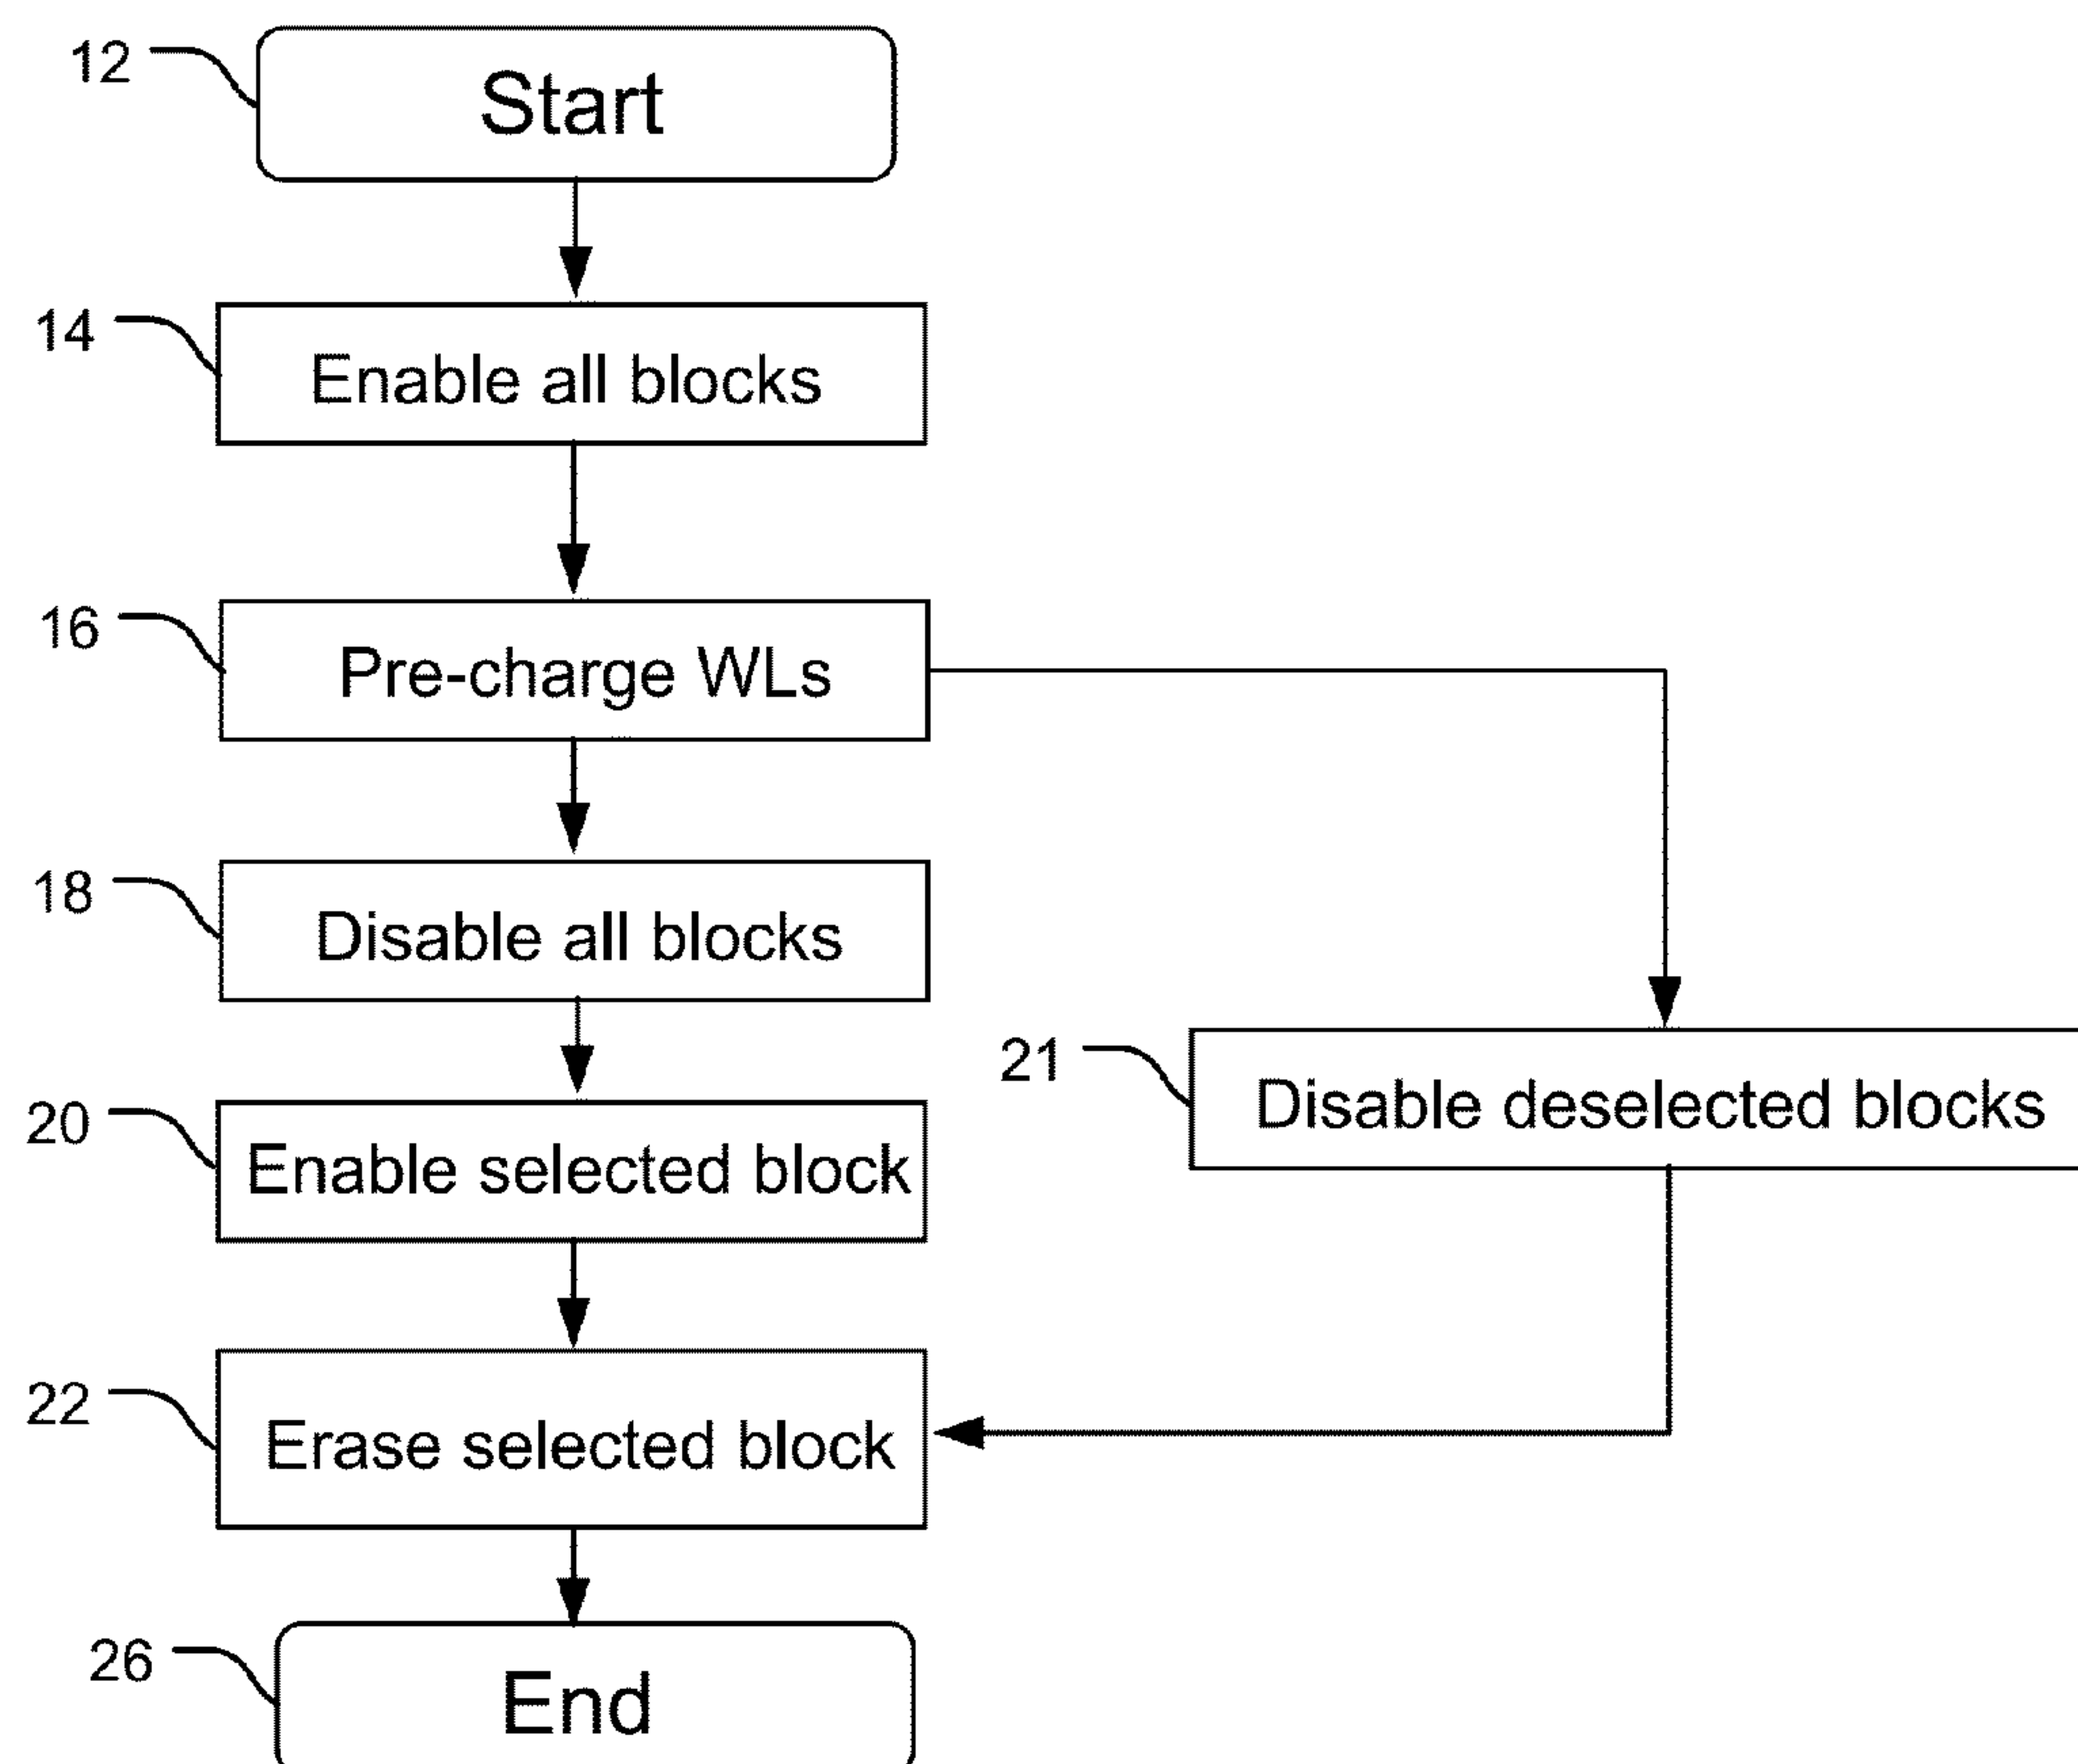 12
Start
14
Enable all blocks
16
Pre-charge WLs
18
Disable all blocks
20
Enable selected block
21
Disable deselected blocks
22
Erase selected block
26
End